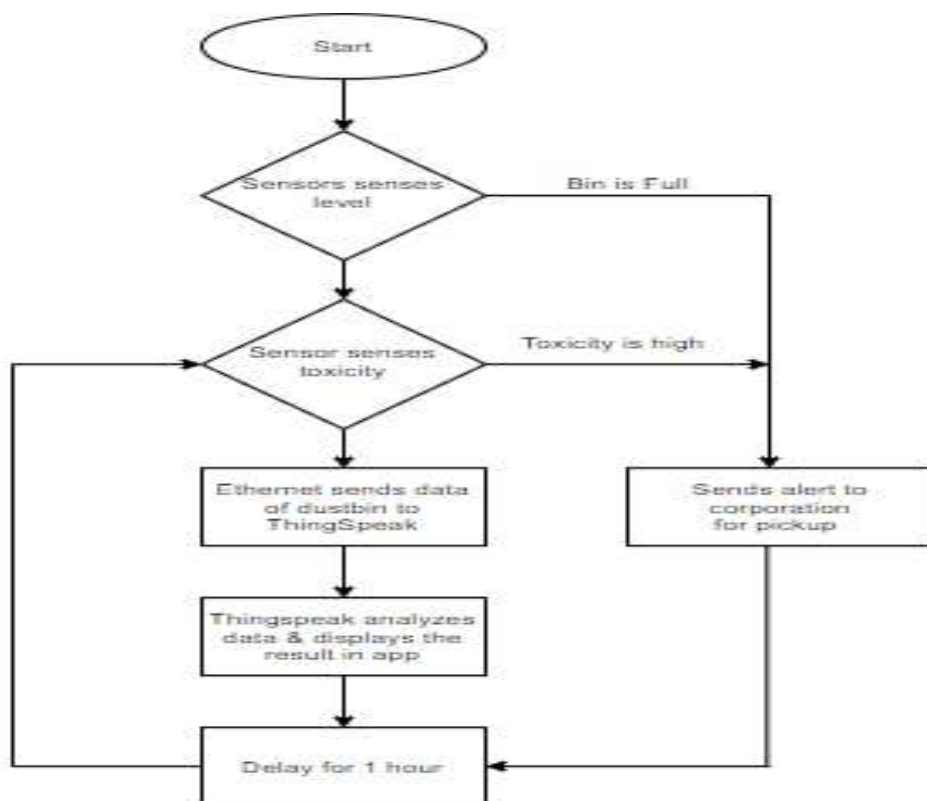 Start
Sensors senses
level
Bin is Full
Sensor senses
toxicity
Toxicity is high
Ethernet sends data
of dustbin to
ThingSpeak
Sends alert to
corporation
for pickup
Thingspeak analyzes
data & displays the
result in app
Delay for 1 hour